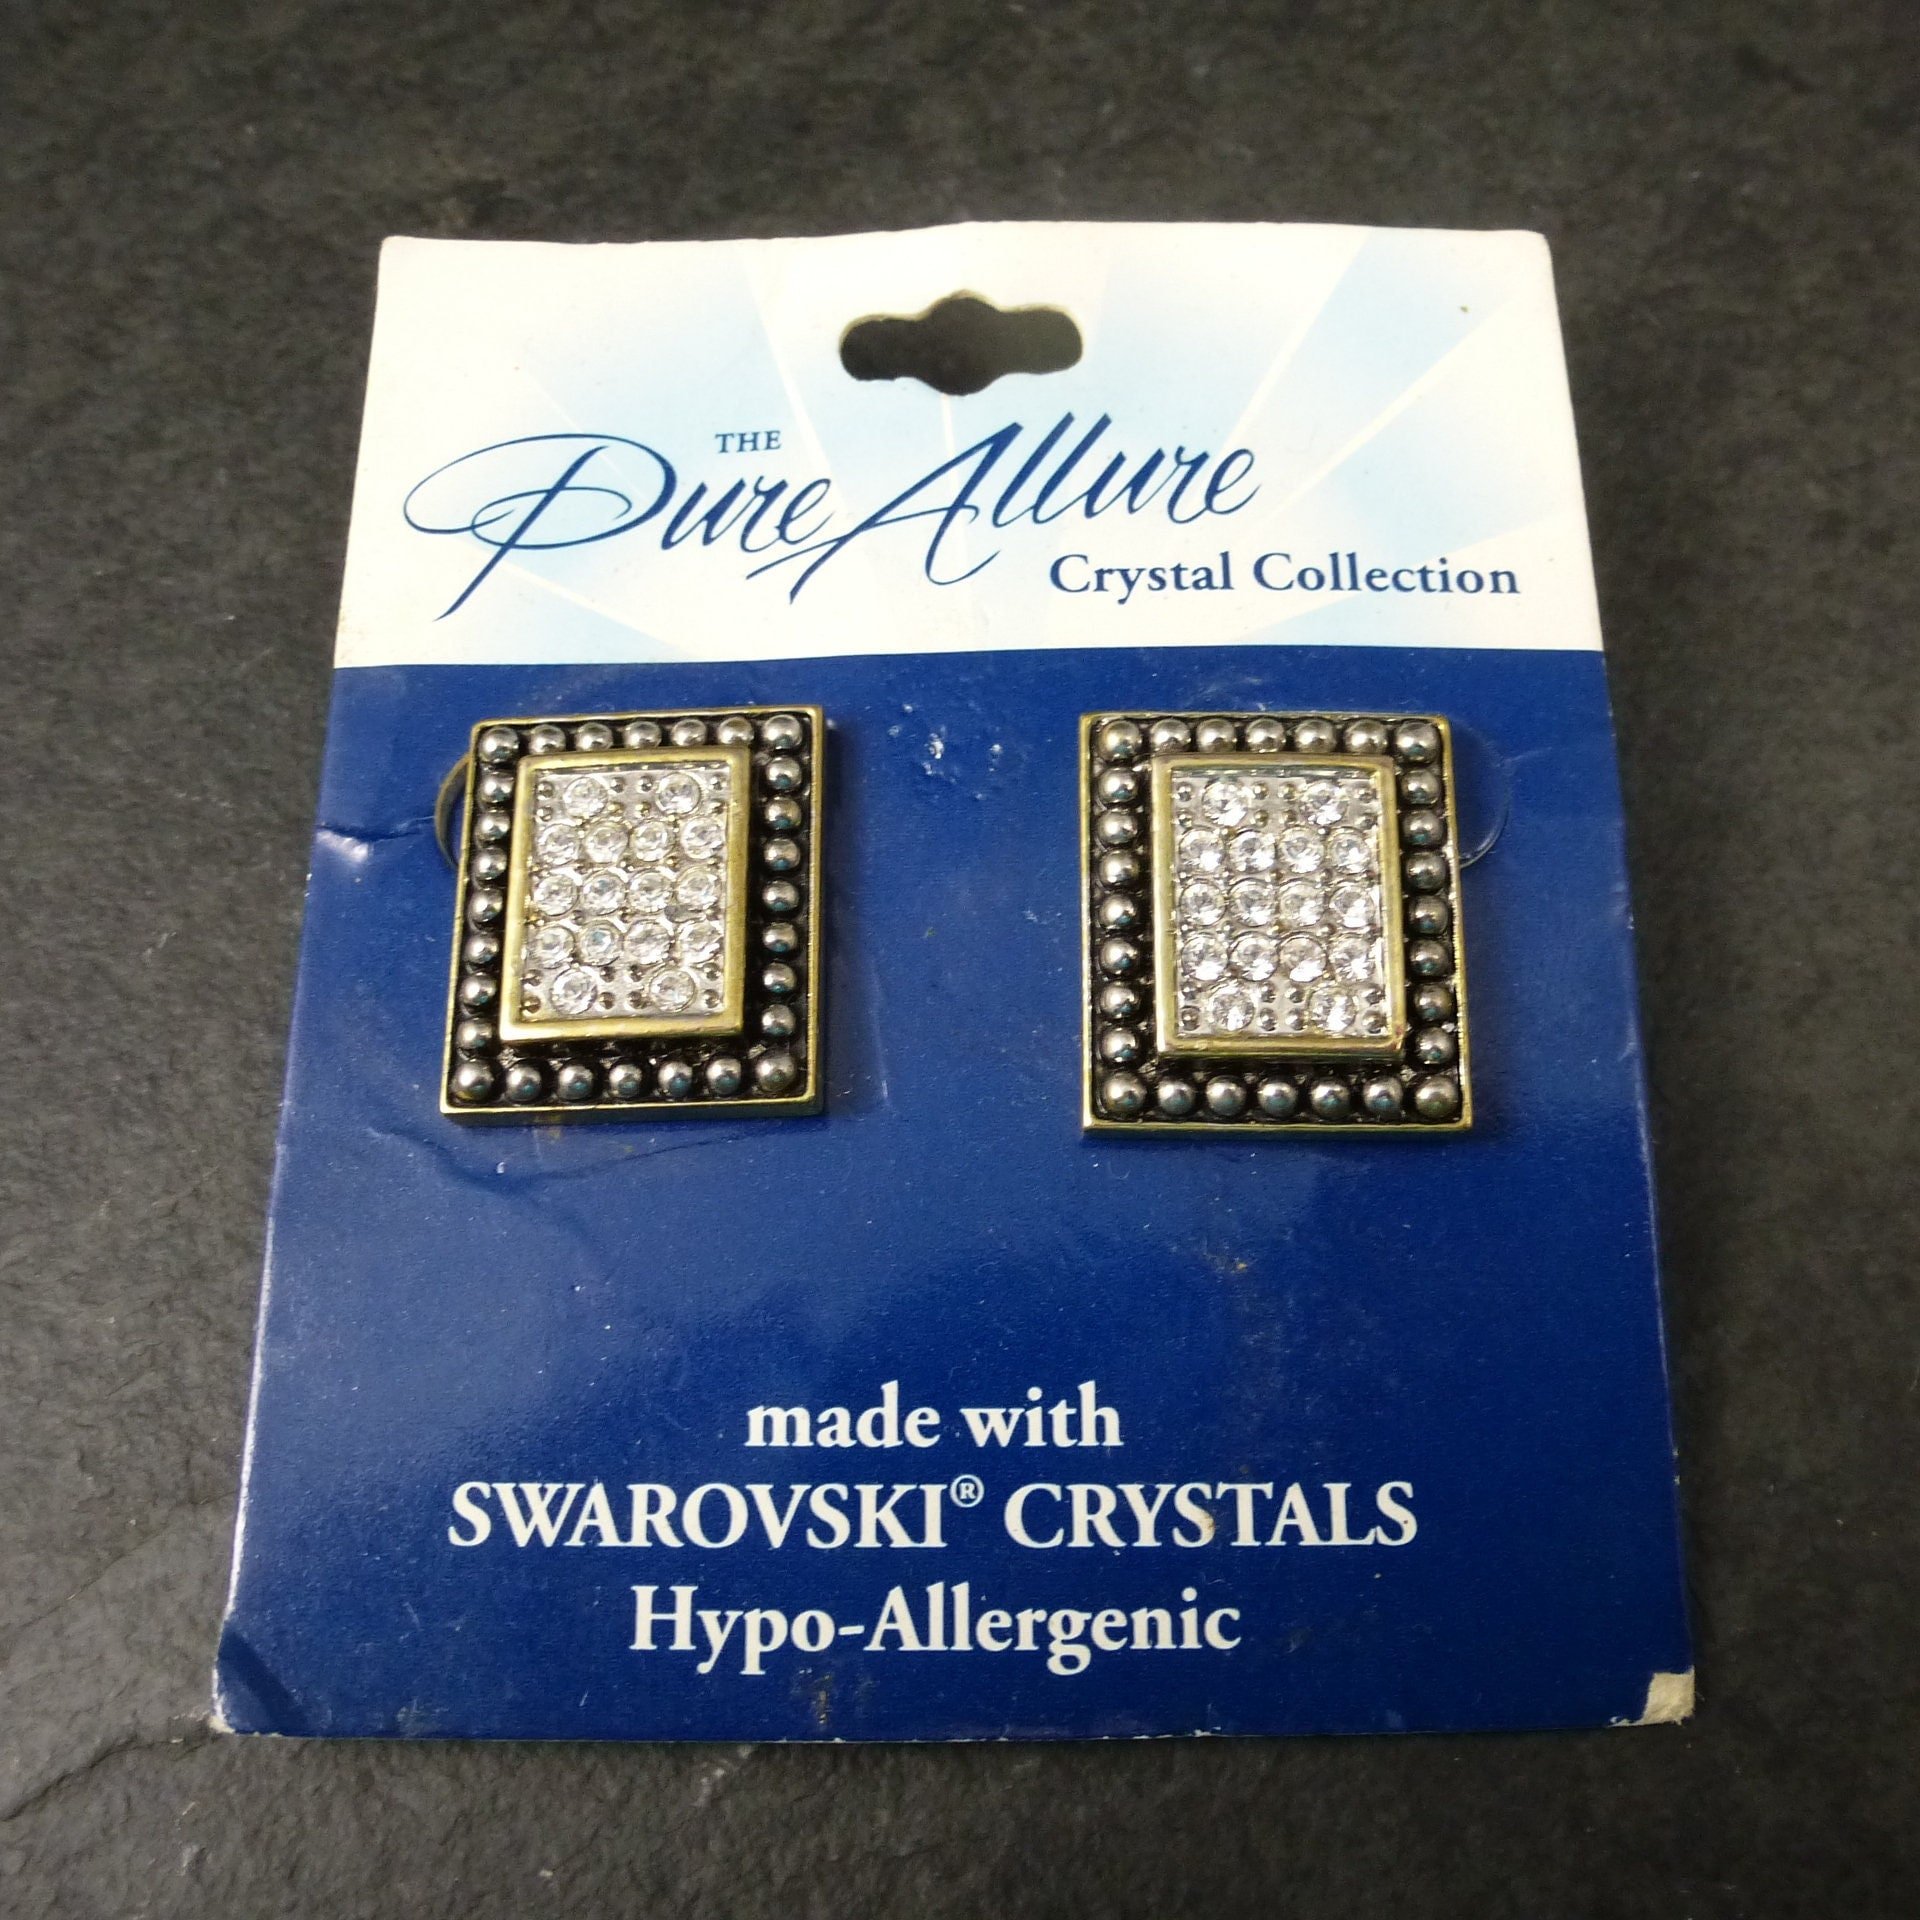 THE
Pure Allure
Crystal Collection
made with
SWAROVSKI® CRYSTALS
Hypo-Allergenic